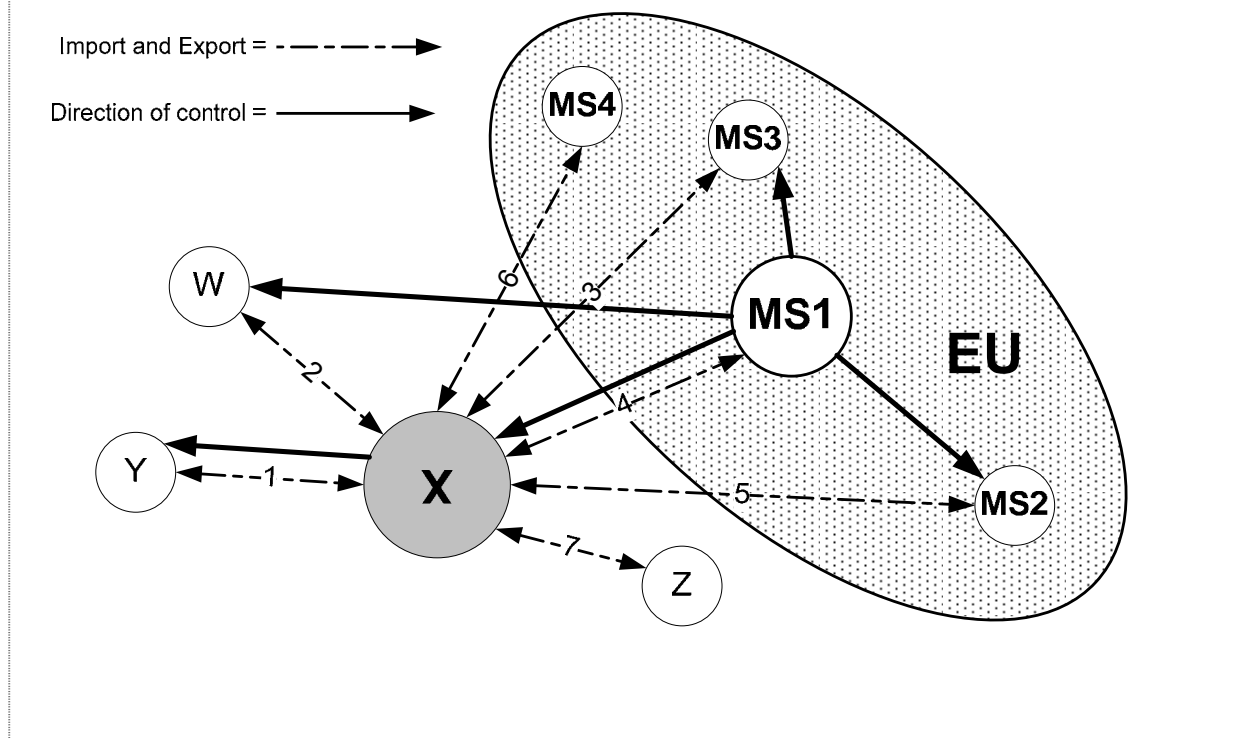 Import and Export =
Direction of control =
MS4
MS3
W
MS1
EU
6
3
2
4
Y
1
X
5
MS2
7
Z